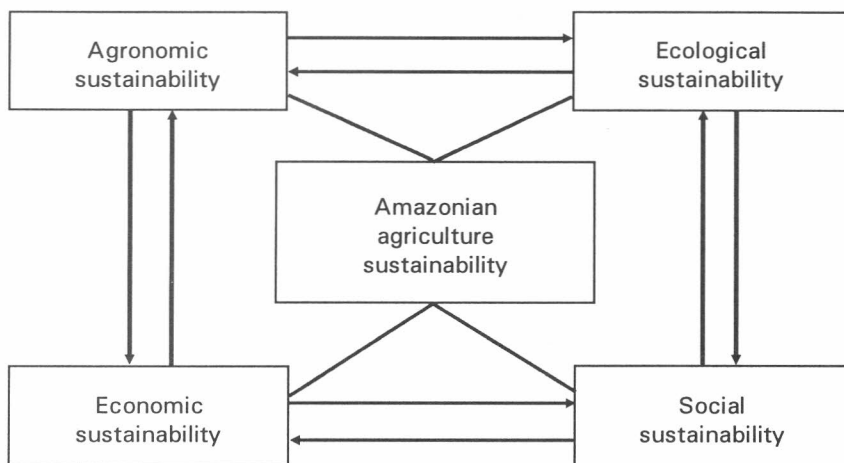 Agronomic
sustainability
Ecological
sustainability
Amazonian
agriculture
sustainability
Economic
sustainability
Social
sustainability